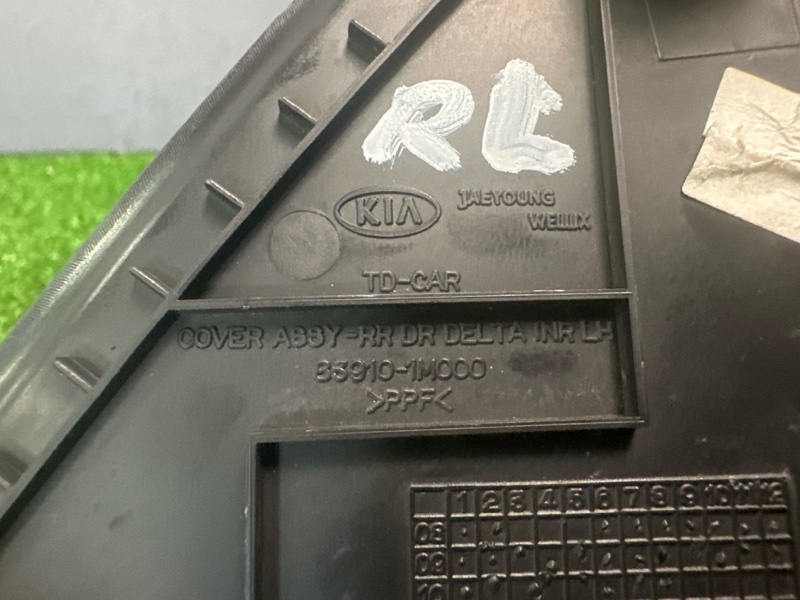 RL
KIA
JAEYOUNG
WELLIX
TD-CAR
COVER ASSY-RR DR DELTA INR LH
83910-1M000
>PPF<
1 2 3 4 5 6 7 8 9 10 11 12
08
09
10